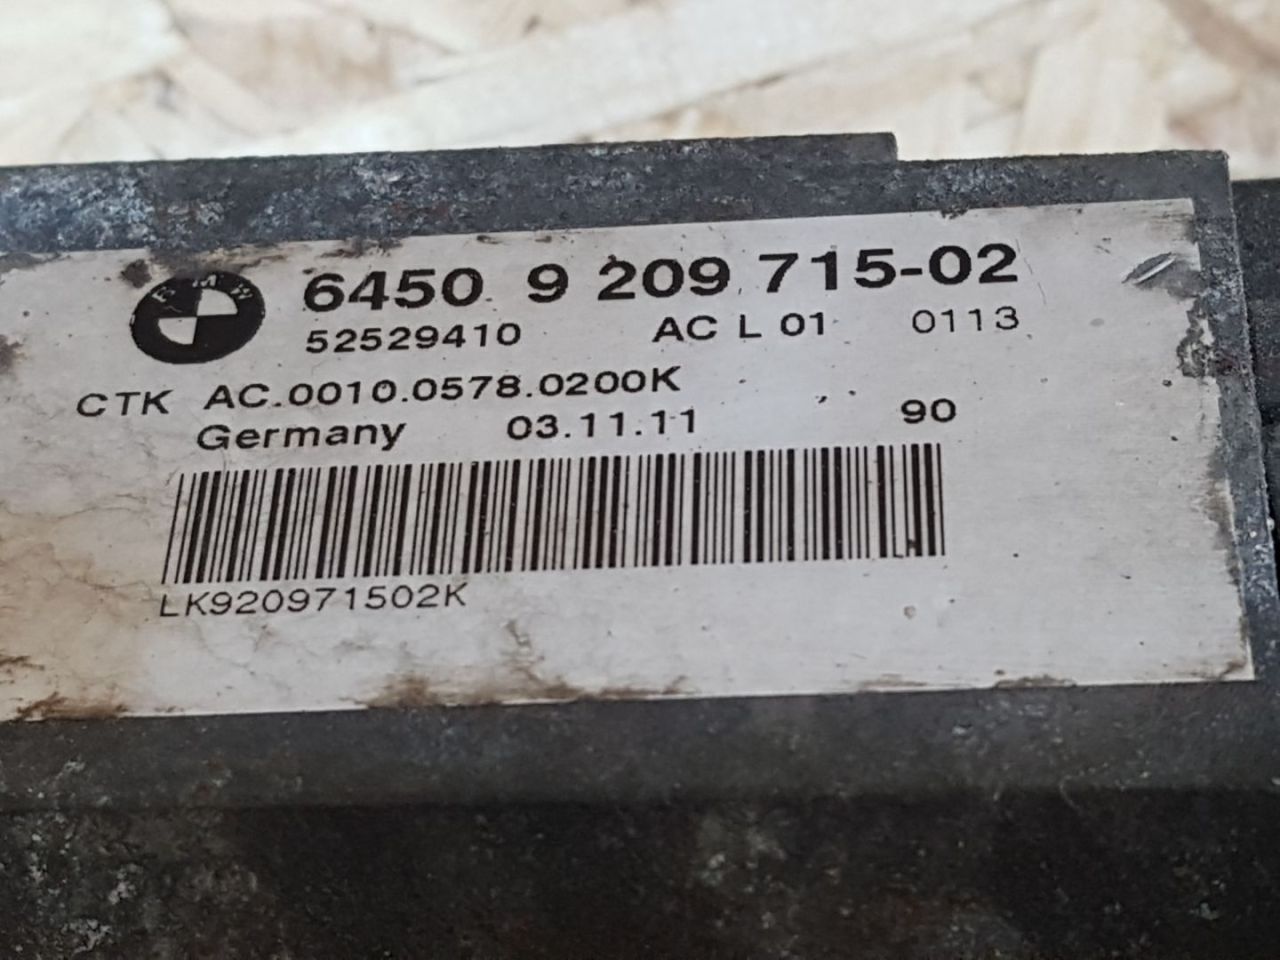 BMW
6450 9 209 715-02
52529410 AC L 01 0113
CTK AC.0010.0578.0200K
Germany 03.11.11 90
LK920971502K